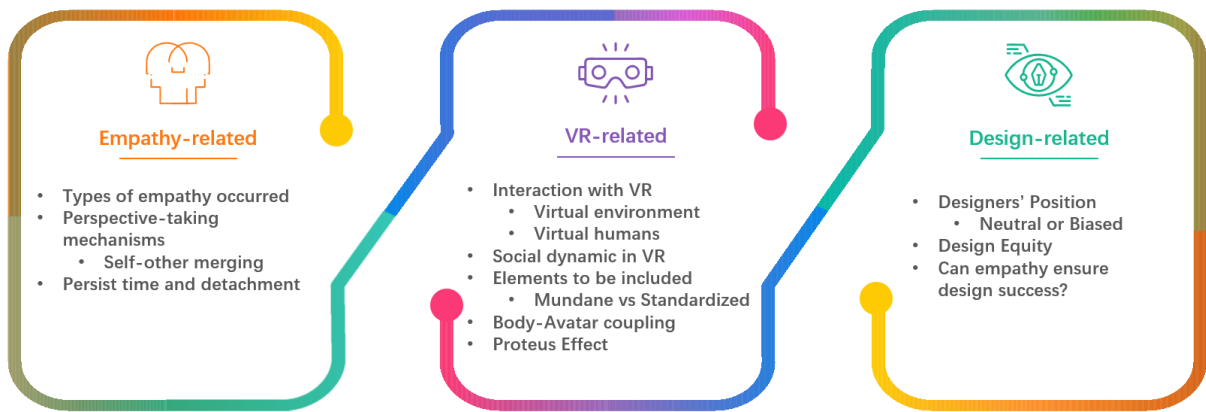 Empathy-related
• Types of empathy occurred
• Perspective-taking
mechanisms
• Self-other merging
• Persist time and detachment
VR-related
• Interaction with VR
• Virtual environment
• Virtual humans
• Social dynamic in VR
• Elements to be included
• Mundane vs Standardized
• Body-Avatar coupling
• Proteus Effect
Design-related
• Designers’ Position
• Neutral or Biased
• Design Equity
• Can empathy ensure
design success?